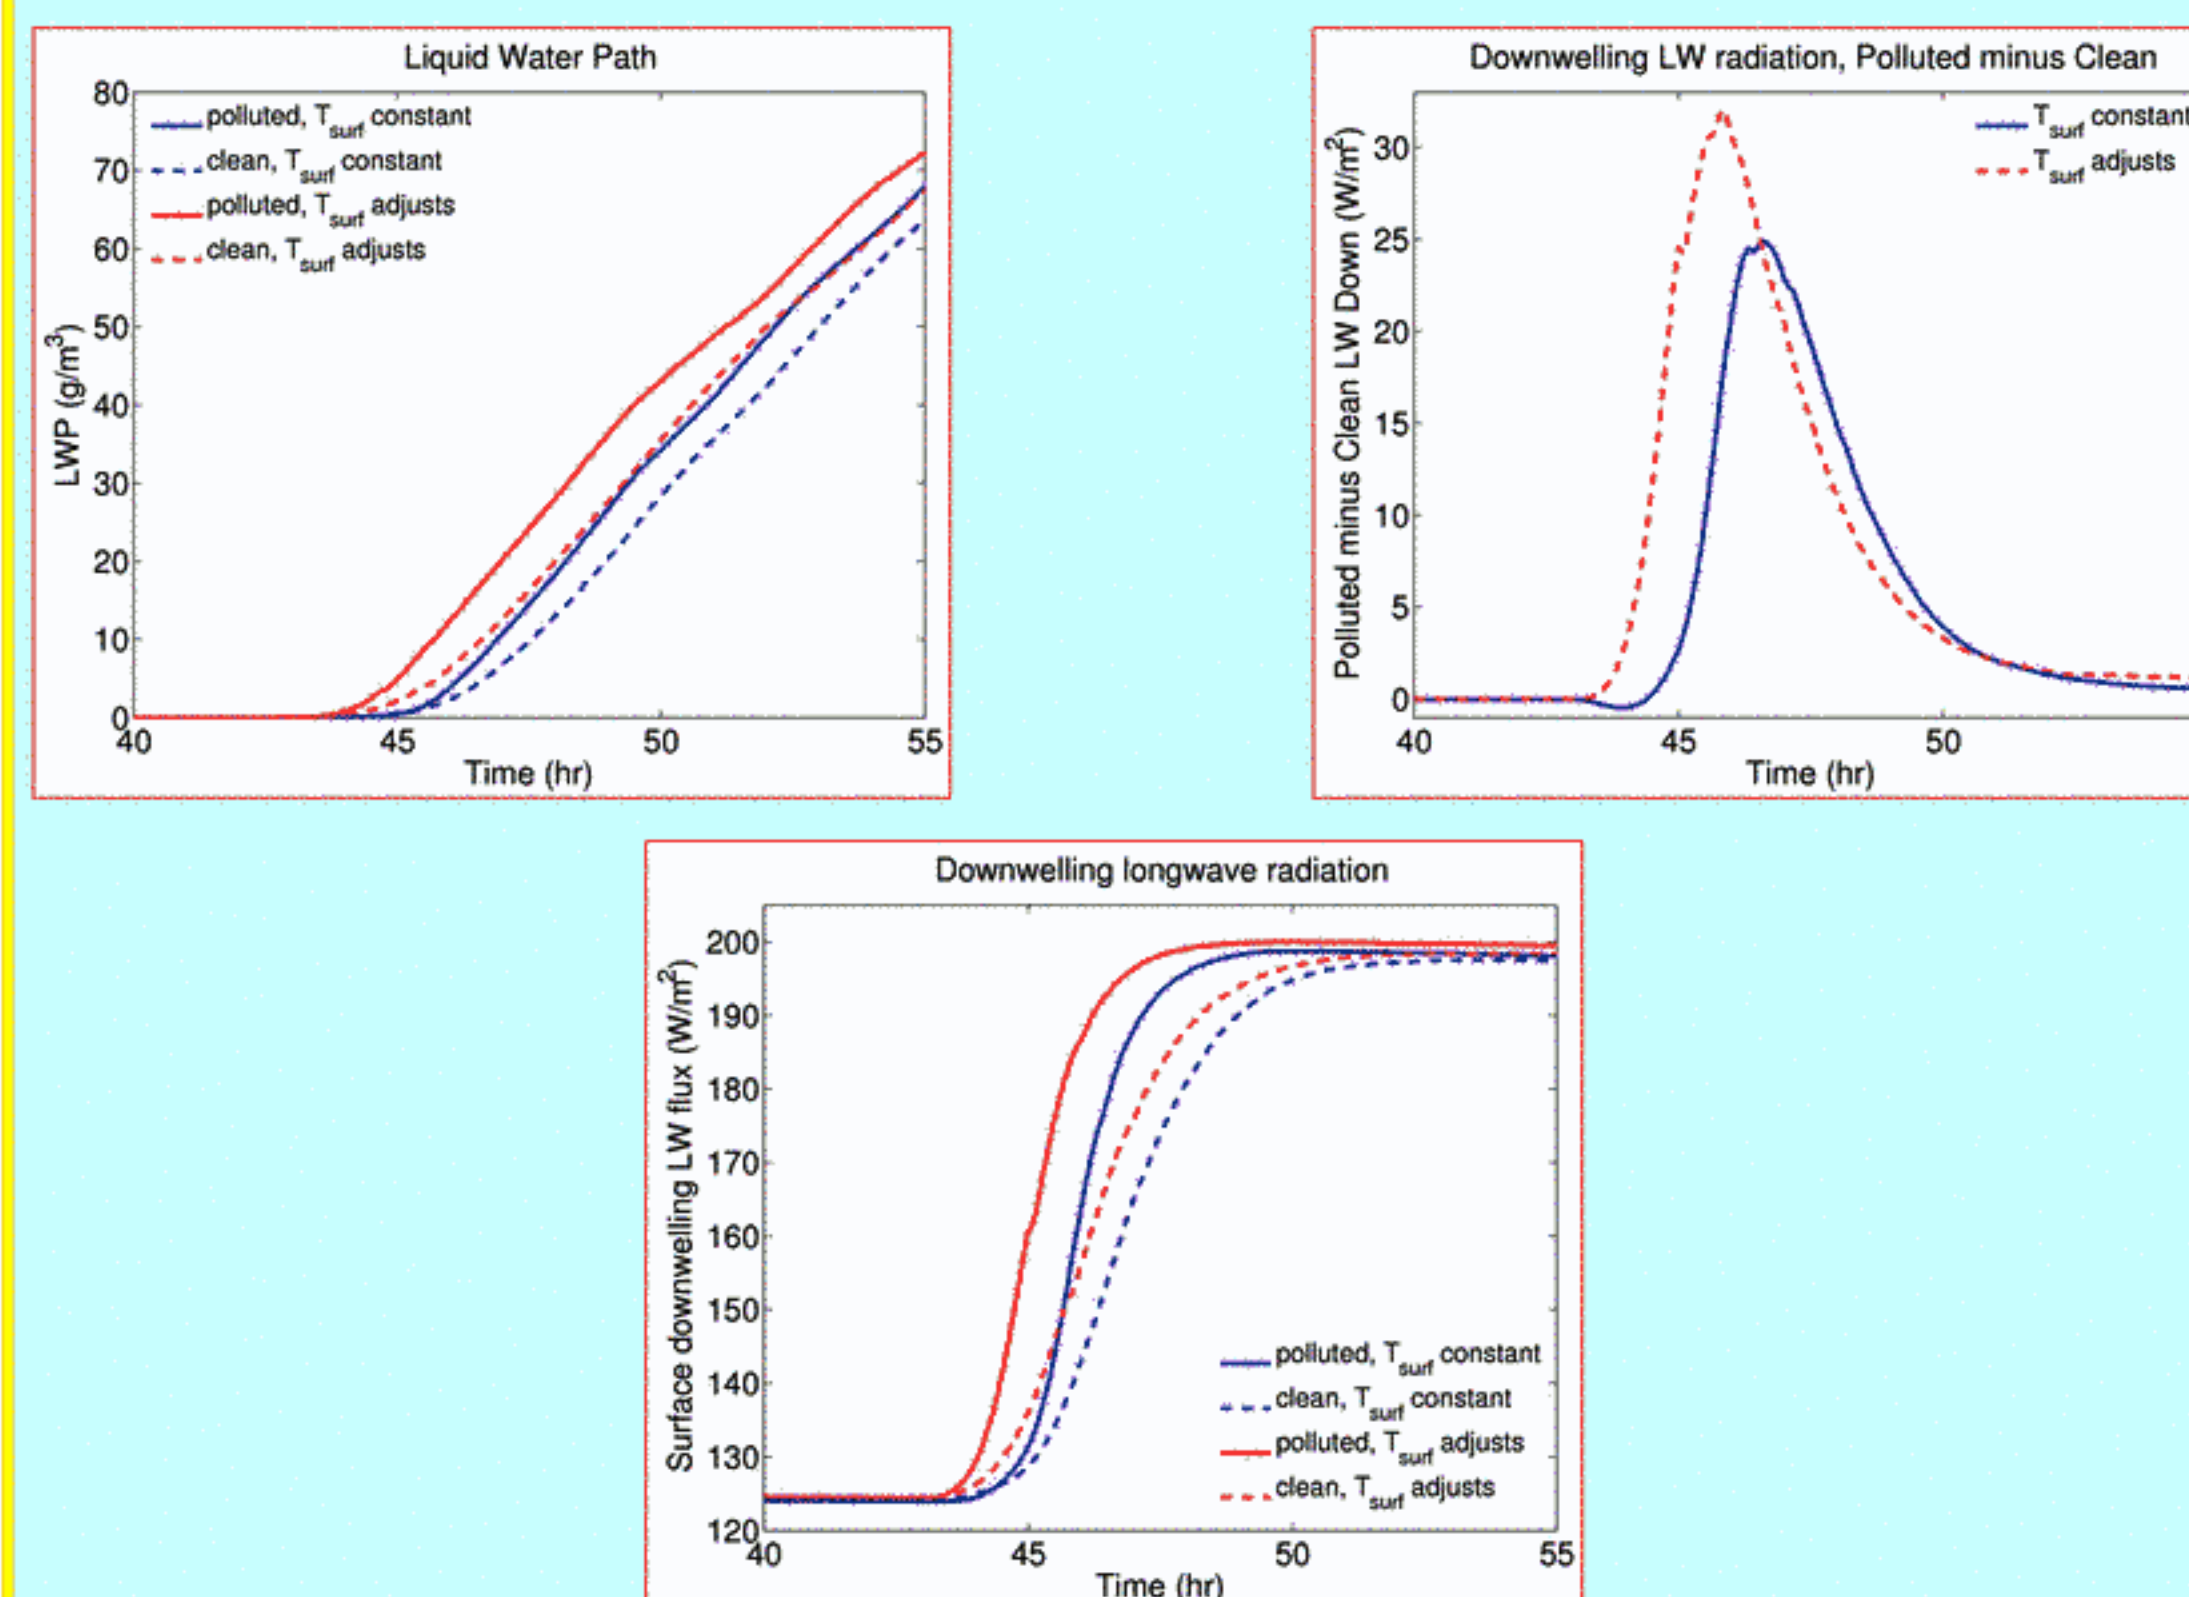 Liquid Water Path
80
70
60
50
40
30
20
10
0
LWP (g/m³)
polluted, Tsurf constant
clean, Tsurf constant
polluted, Tsurf adjusts
clean, Tsurf adjusts
40 45 50 55
Time (hr)
Downwelling LW radiation, Polluted minus Clean
30
25
20
15
10
5
0
Polluted minus Clean LW Down (W/m²)
Tsurf constant
Tsurf adjusts
40 45 50
Time (hr)
Downwelling longwave radiation
200
190
180
170
160
150
140
130
120
Surface downwelling LW flux (W/m²)
polluted, Tsurf constant
clean, Tsurf constant
polluted, Tsurf adjusts
clean, Tsurf adjusts
40 45 50 55
Time (hr)